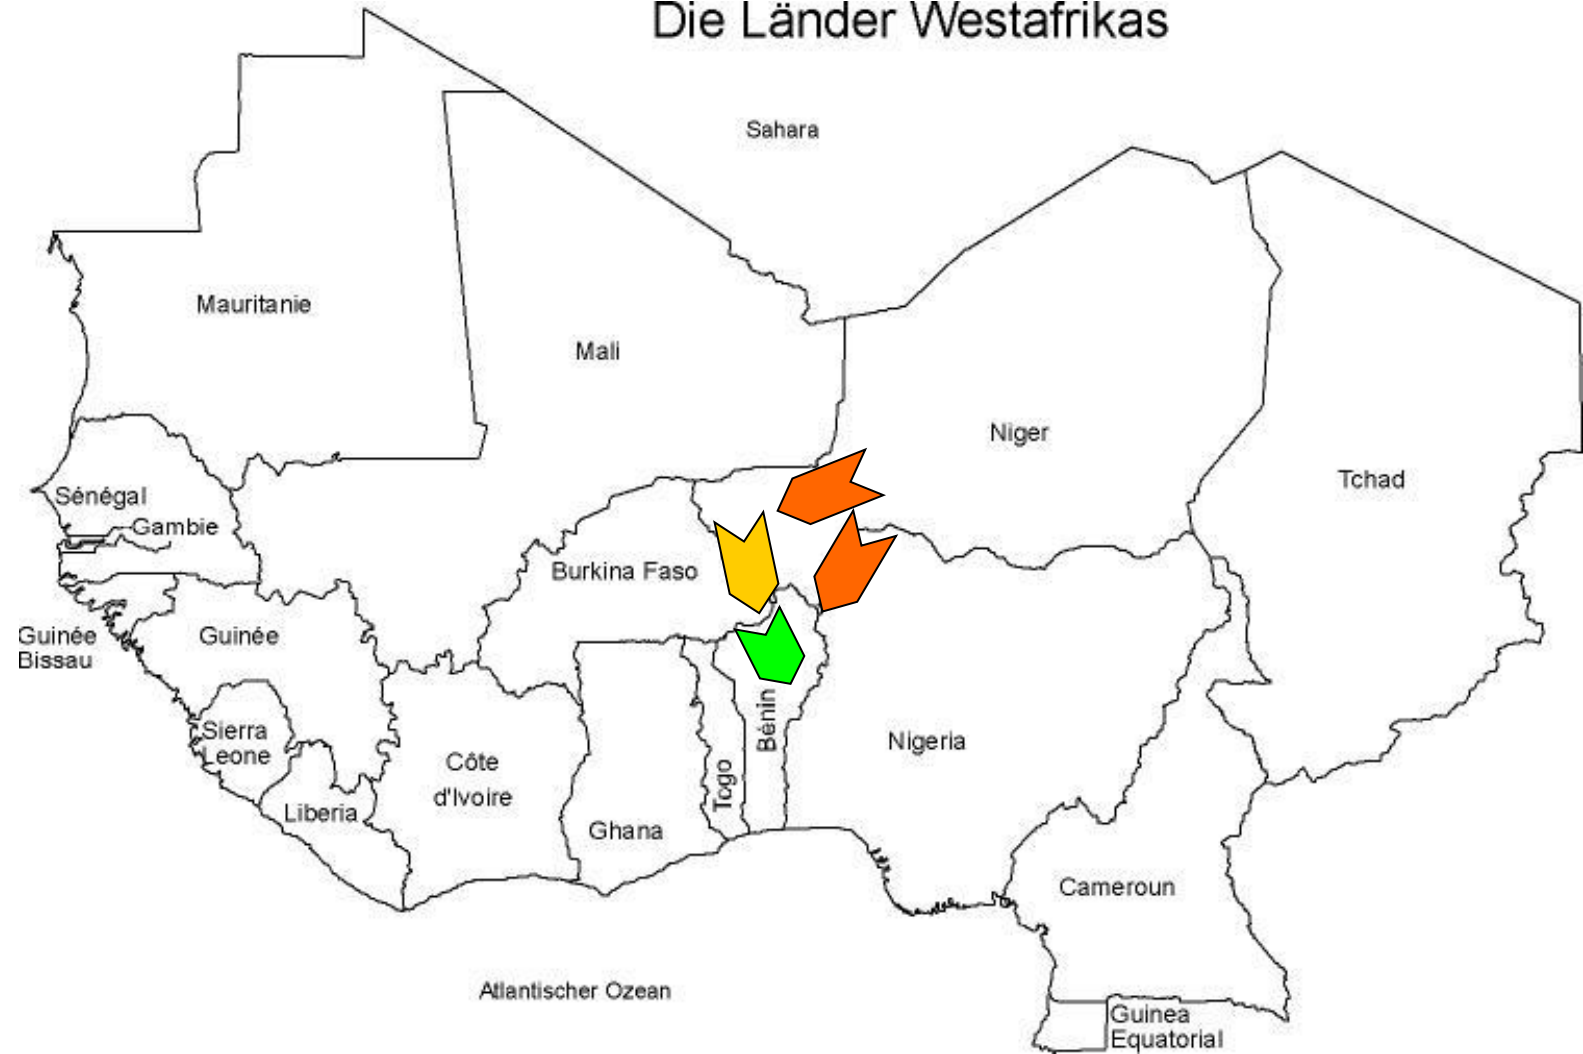 Die Länder Westafrikas
Sahara
Mauritanie
Mali
Niger
Tchad
Sénégal
Gambie
Burkina Faso
Guinée
Bissau
Guinée
Sierra
Leone
Liberia
Côte
d'Ivoire
Ghana
Togo
Bénin
Nigeria
Cameroun
Atlantischer Ozean
Guinea
Equatorial